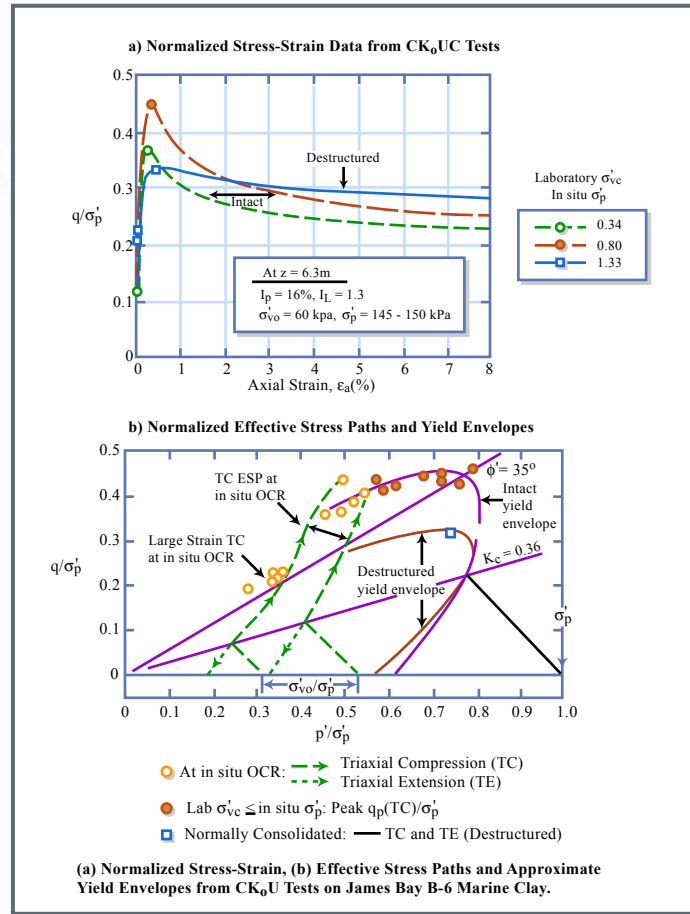 a) Normalized Stress-Strain Data from CKoUC Tests
0.5
0.4
0.3
0.2
0.1
0
q/σ'p
Destructured
Intact
At z = 6.3m
Ip = 16%, IL = 1.3
σ'vo = 60 kpa, σ'p = 145 - 150 kPa
0 1 2 3 4 5 6 7 8
Axial Strain, εa(%)
Laboratory σ'vc
In situ σ'p
0.34
0.80
1.33
b) Normalized Effective Stress Paths and Yield Envelopes
0.5
0.4
0.3
0.2
0.1
0
q/σ'p
TC ESP at
in situ OCR
Large Strain TC
at in situ OCR
ϕ' = 35º
Intact
yield
envelope
Kc = 0.36
Destructured
yield envelope
σ'p
σ'vo/σ'p
0 0.1 0.2 0.3 0.4 0.5 0.6 0.7 0.8 0.9 1.0
p'/σ'p
At in situ OCR: Triaxial Compression (TC)
Triaxial Extension (TE)
Lab σ'vc ≤ in situ σ'p: Peak qp(TC)/σ'p
Normally Consolidated: TC and TE (Destructured)
(a) Normalized Stress-Strain, (b) Effective Stress Paths and Approximate
Yield Envelopes from CKoU Tests on James Bay B-6 Marine Clay.